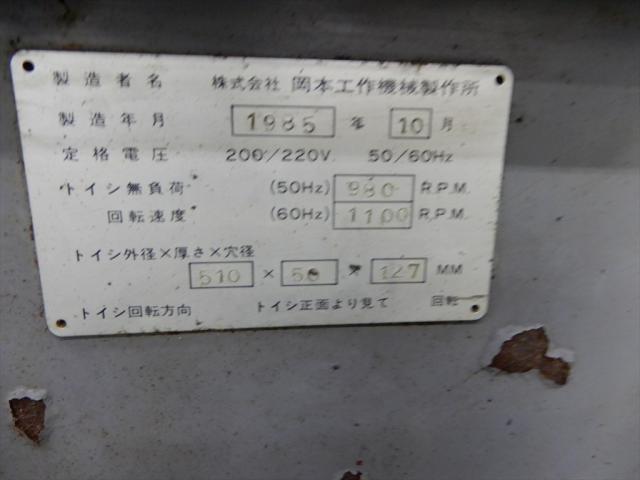 製造者名 株式会社 岡本工作機械製作所
製造年月 1985 年 10 月
定格電圧 200/220V 50/60Hz
トイシ無負荷 (50Hz) 980 R.P.M.
回転速度 (60Hz) 1100 R.P.M.
トイシ外径×厚さ×穴径
510 × 50 × 127 MM
トイシ回転方向 トイシ正面より見て 回転